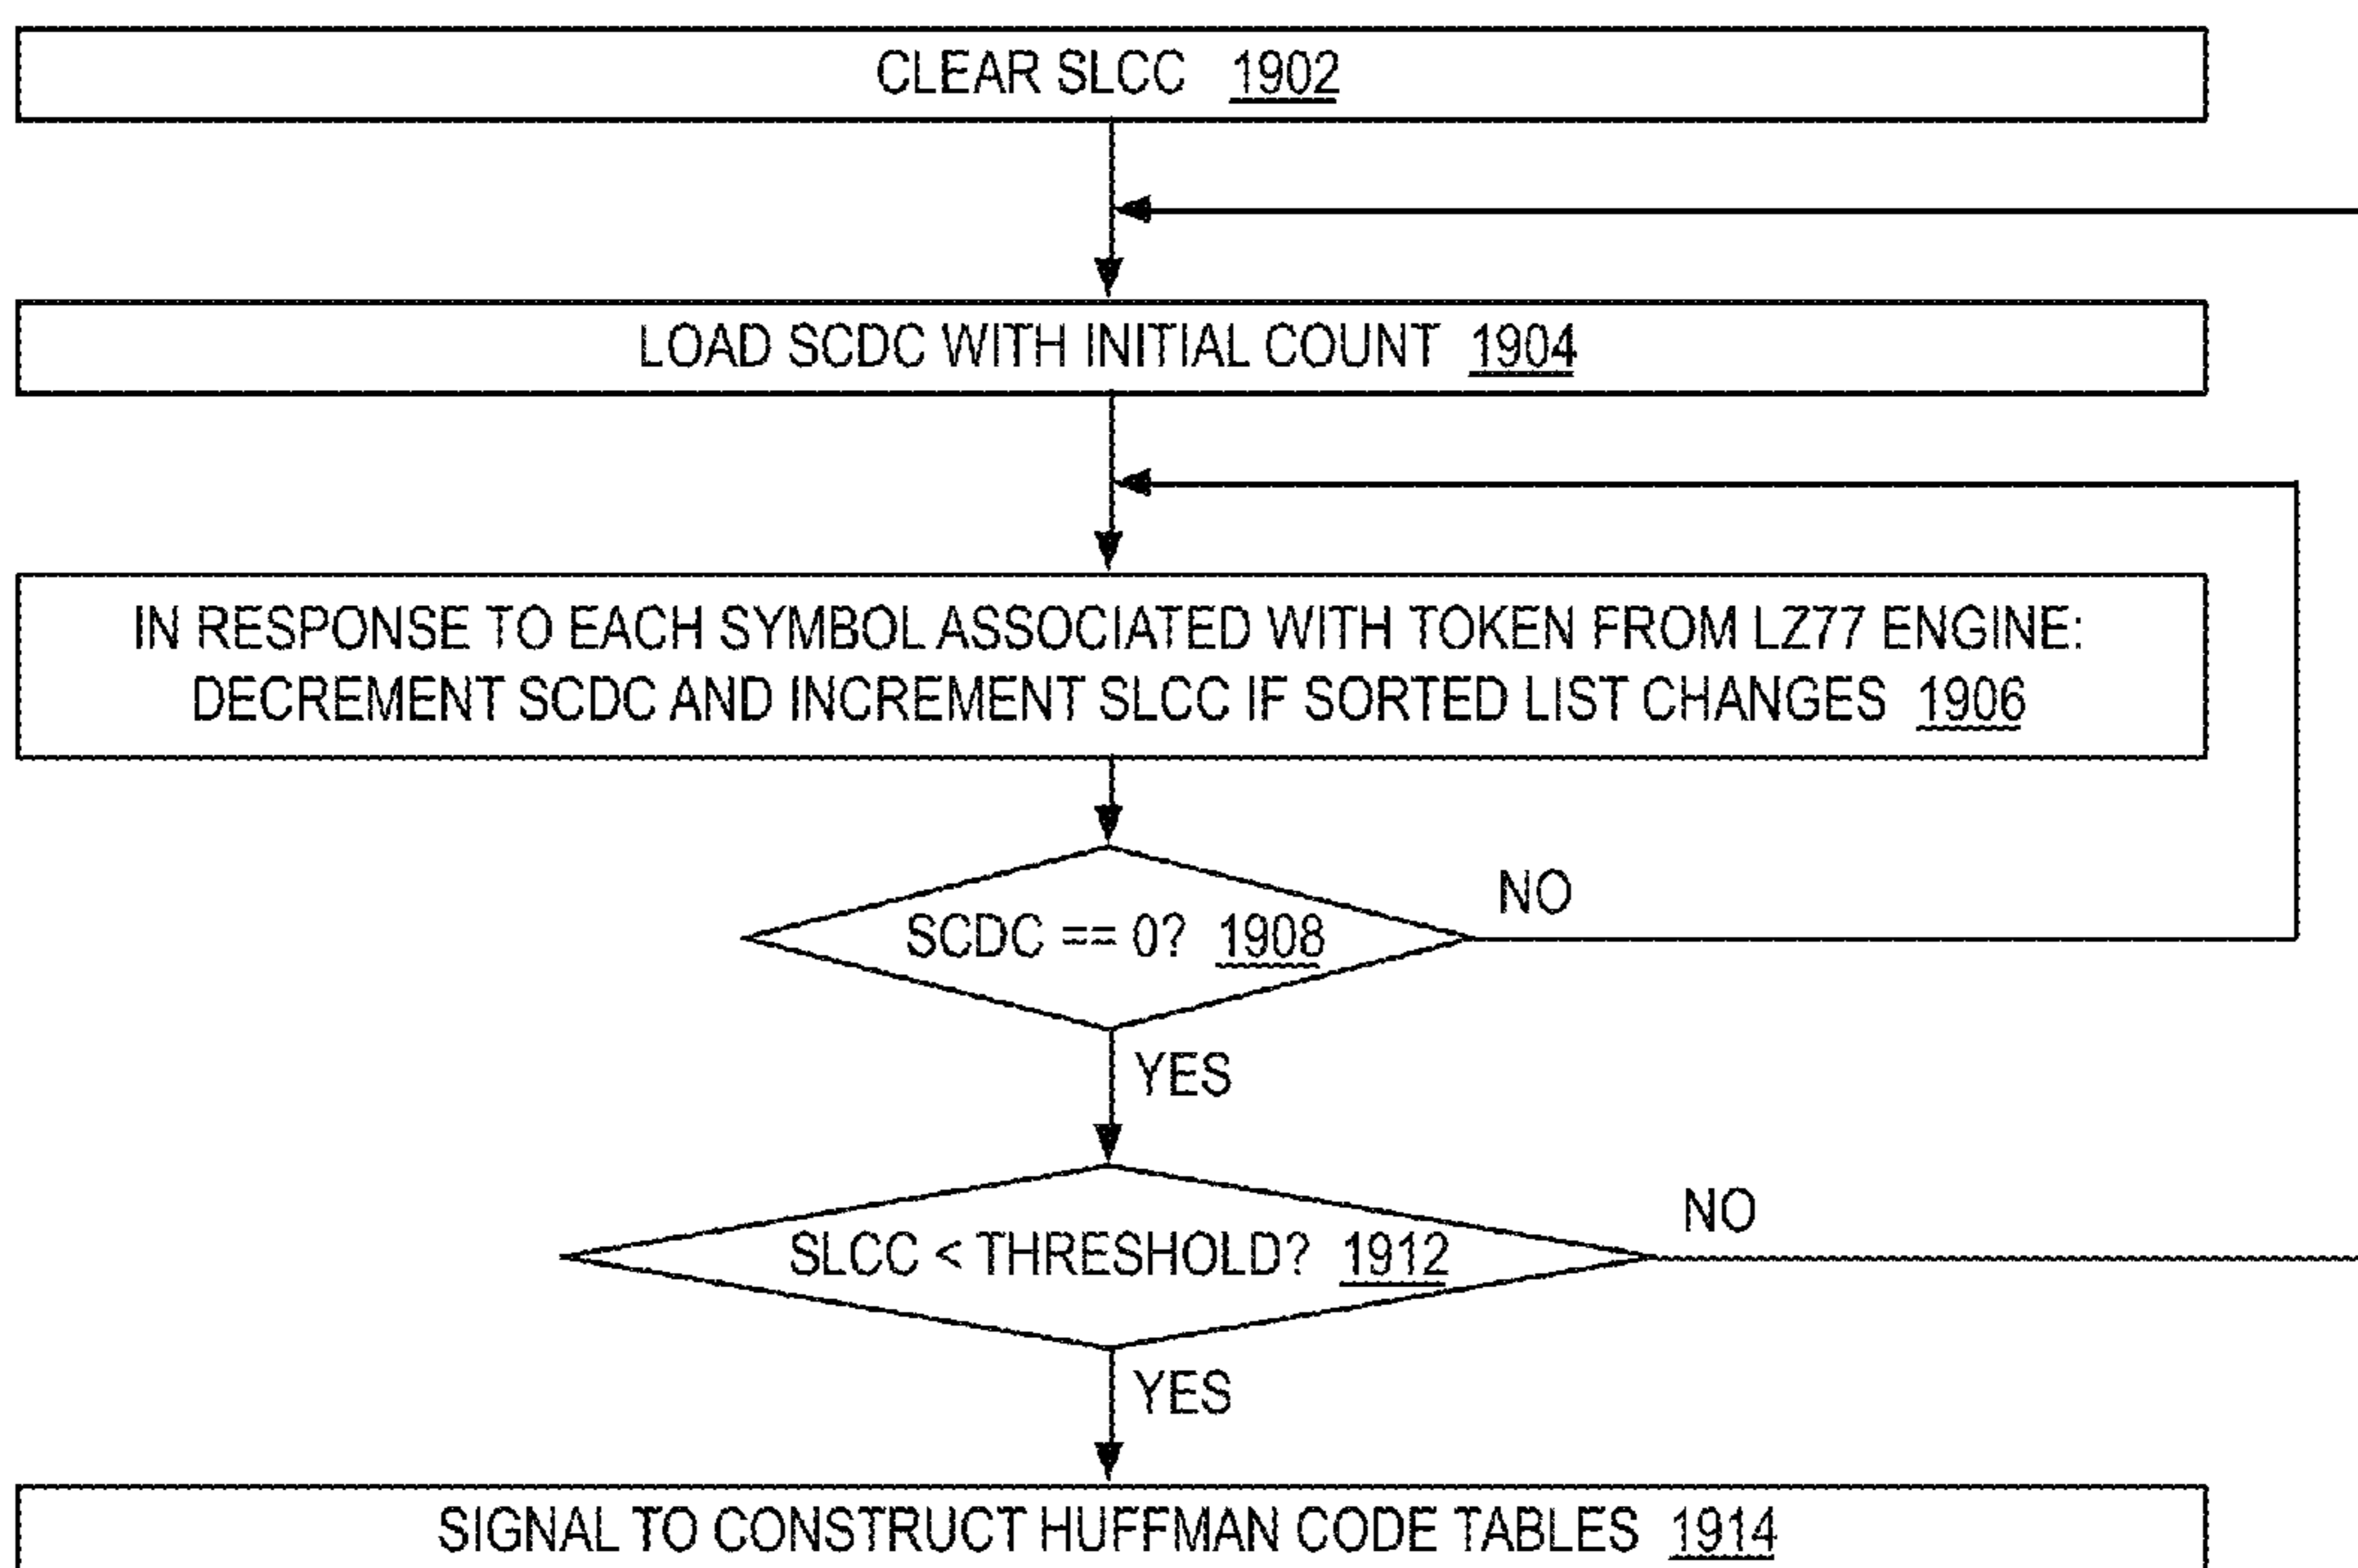 CLEAR SLCC 1902
LOAD SCDC WITH INITIAL COUNT 1904
IN RESPONSE TO EACH SYMBOL ASSOCIATED WITH TOKEN FROM LZ77 ENGINE:
DECREMENT SCDC AND INCREMENT SLCC IF SORTED LIST CHANGES 1906
NO
SCDC == 0? 1908
YES
NO
SLCC < THRESHOLD? 1912
YES
SIGNAL TO CONSTRUCT HUFFMAN CODE TABLES 1914